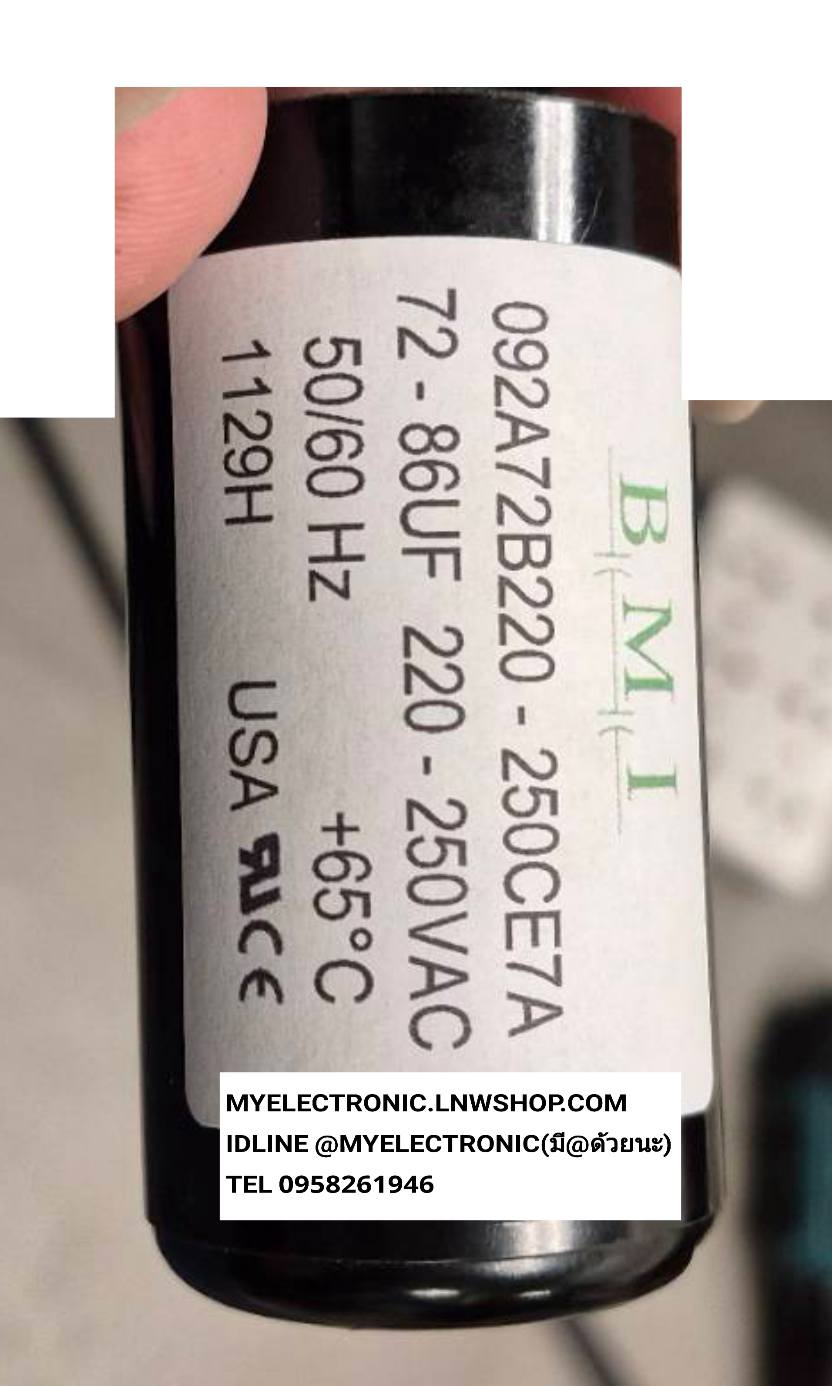 B M I
092A72B220 - 250CE7A
72 - 86UF 220 - 250VAC
50/60 Hz +65°C
1129H USA CE
MYELECTRONIC.LNWSHOP.COM
IDLINE @MYELECTRONIC(มี@ด้วยนะ)
TEL 0958261946